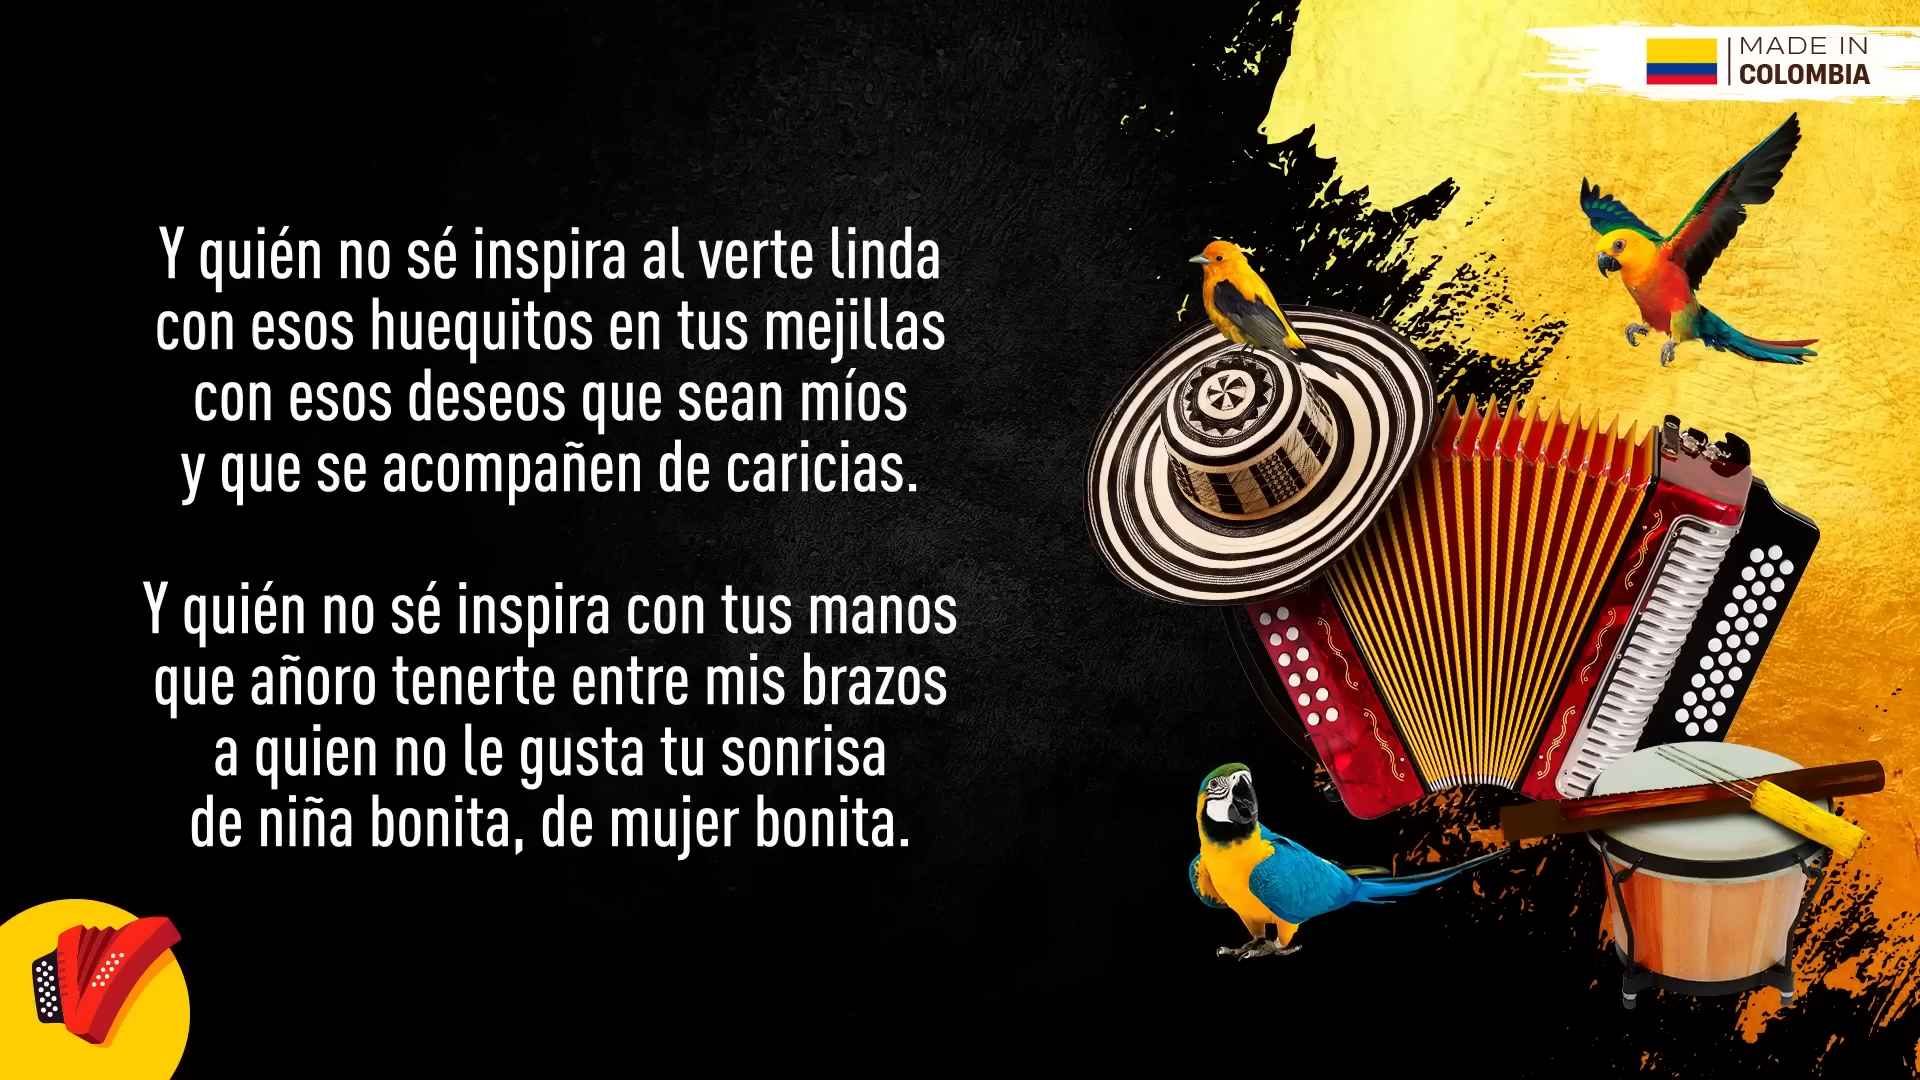 MADE IN
COLOMBIA
Y quién no sé inspira al verte linda
con esos huequitos en tus mejillas
con esos deseos que sean míos
y que se acompañen de caricias.
Y quién no sé inspira con tus manos
que añoro tenerte entre mis brazos
a quien no le gusta tu sonrisa
de niña bonita, de mujer bonita.